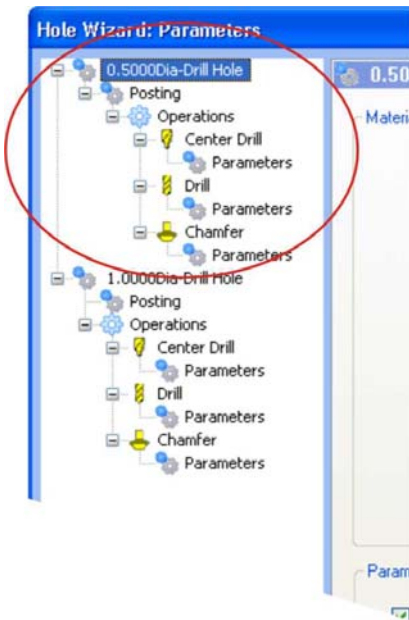 Hole Wizard: Parameters
0.5000Dia-Drill Hole
Posting
Operations
Center Drill
Parameters
Drill
Parameters
Chamfer
Parameters
1.0000Dia-Drill Hole
Posting
Operations
Center Drill
Parameters
Drill
Parameters
Chamfer
Parameters
0.50
Materi
Param